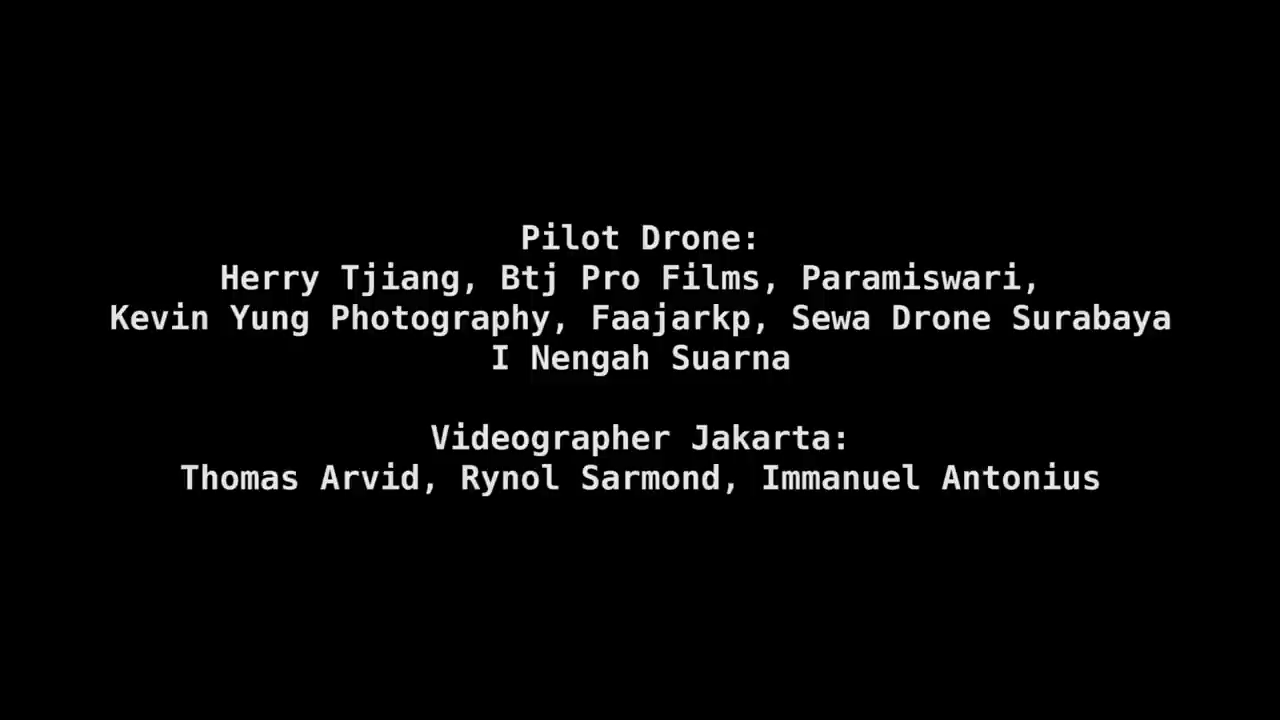 Pilot Drone:
Herry Tjiang, Btj Pro Films, Paramiswari,
Kevin Yung Photography, Faajarkp, Sewa Drone Surabaya
I Nengah Suarna
Videographer Jakarta:
Thomas Arvid, Rynol Sarmond, Immanuel Antonius